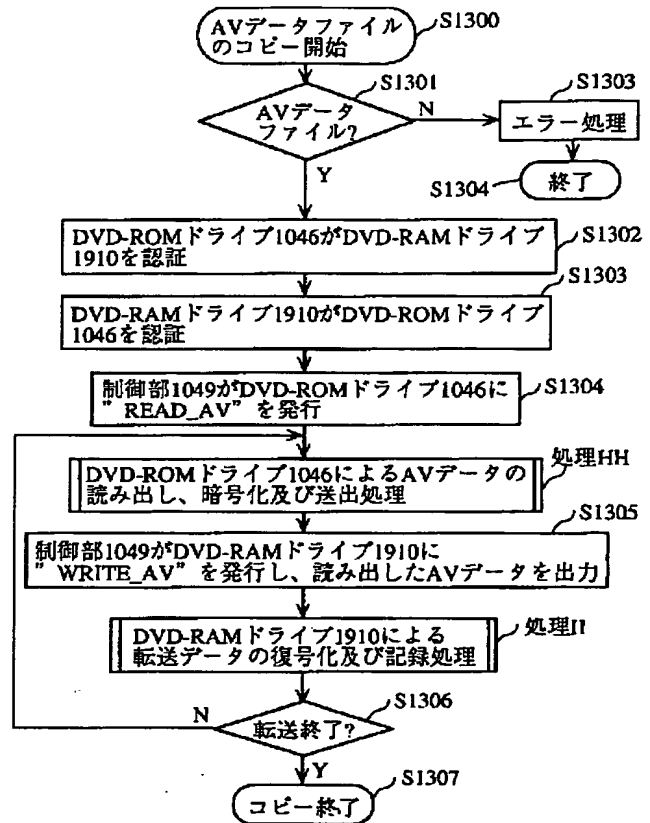 AVデータファイル
のコピー開始
S1300
S1301
AVデータ
ファイル?
N
S1303
エラー処理
Y
S1304
終了
DVD-ROMドライブ1046がDVD-RAMドライブ
1910を認証
S1302
S1303
DVD-RAMドライブ1910がDVD-ROMドライブ
1046を認証
制御部1049がDVD-ROMドライブ1046に
"READ_AV"を発行
S1304
処理HH
DVD-ROMドライブ1046によるAVデータの
読み出し、暗号化及び送出処理
S1305
制御部1049がDVD-RAMドライブ1910に
"WRITE_AV"を発行し、読み出したAVデータを出力
DVD-RAMドライブ1910による
転送データの復号化及び記録処理
処理II
S1306
N
転送終了?
Y
S1307
コピー終了